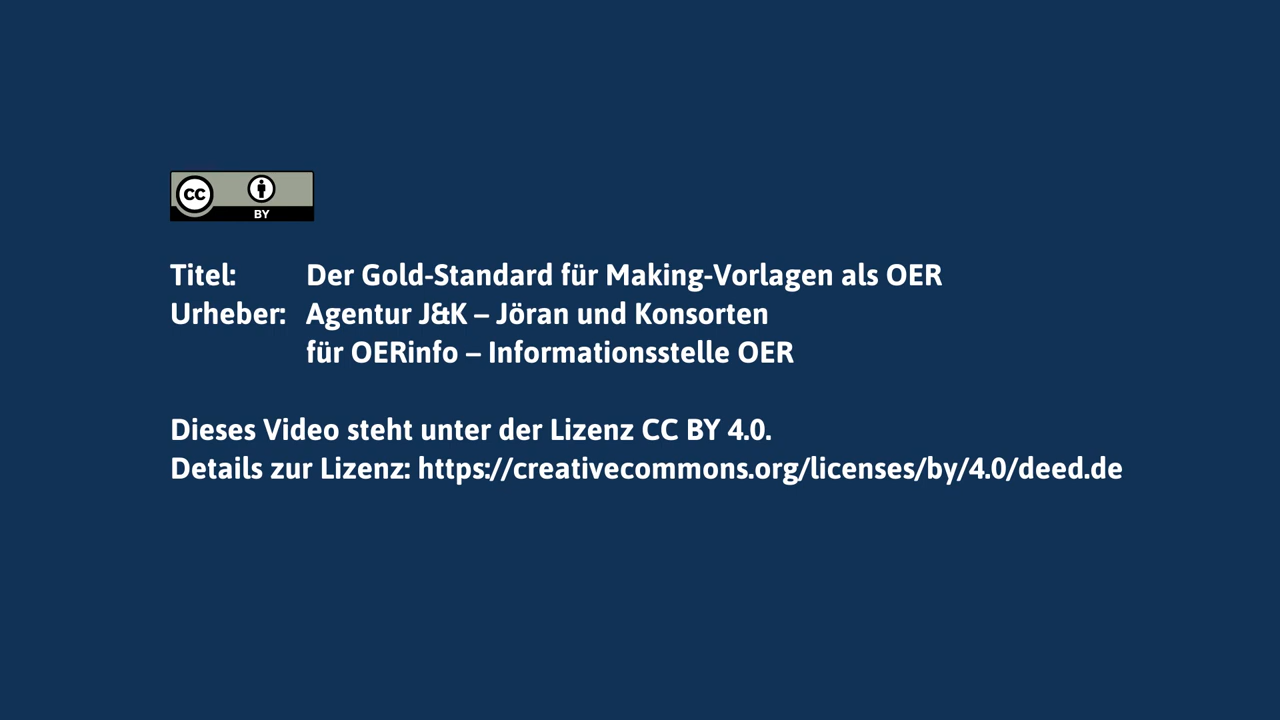 CC
BY
Titel: Der Gold-Standard für Making-Vorlagen als OER
Urheber: Agentur J&K – Jöran und Konsorten
für OERinfo – Informationsstelle OER
Dieses Video steht unter der Lizenz CC BY 4.0.
Details zur Lizenz: https://creativecommons.org/licenses/by/4.0/deed.de